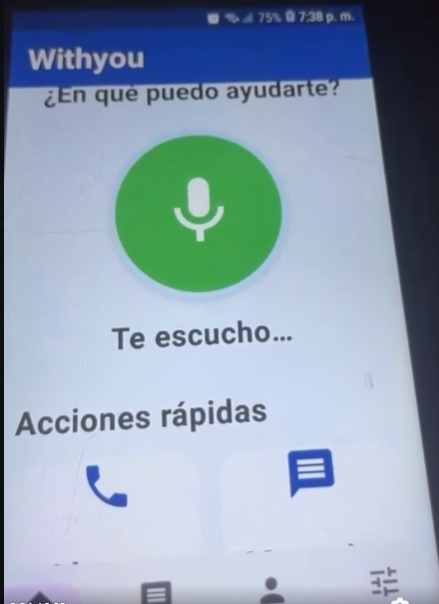 75% 7:38 p. m.
Withyou
¿En qué puedo ayudarte?
Te escucho...
Acciones rápidas